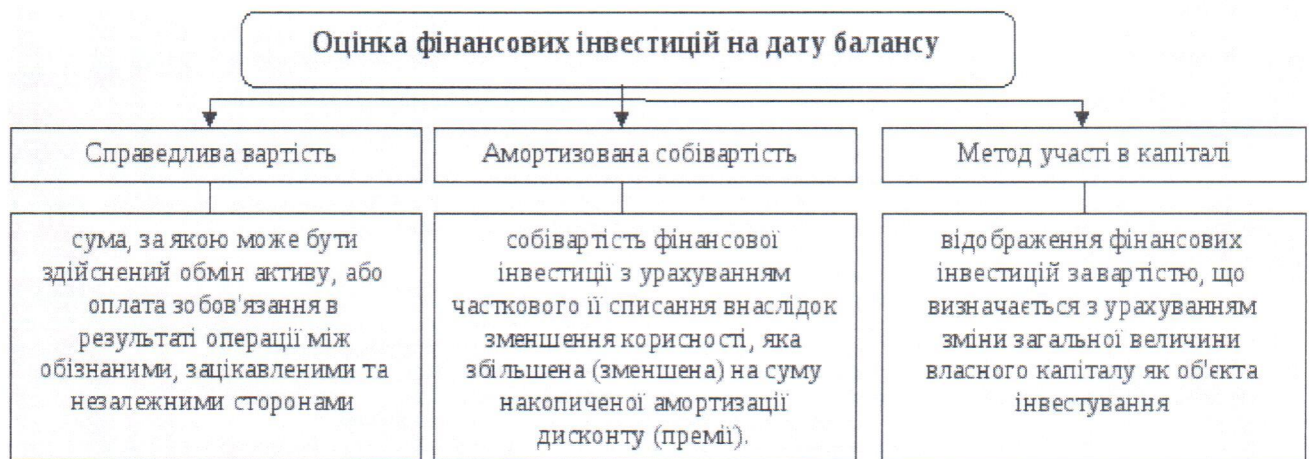 Оцінка фінансових інвестицій на дату балансу
Справедлива вартість
Амортизована собівартість
Метод участі в капіталі
сума, за якою може бути
здійснений обмін активу, або
оплата зобов'язання в
результаті операції між
обізнаними, зацікавленими та
незалежними сторонами
собівартість фінансової
інвестиції з урахуванням
часткового її списання внаслідок
зменшення корисності, яка
збільшена (зменшена) на суму
накопиченої амортизації
дисконту (премії).
відображення фінансових
інвестицій за вартістю, що
визначається з урахуванням
зміни загальної величини
власного капіталу як об'єкта
інвестування